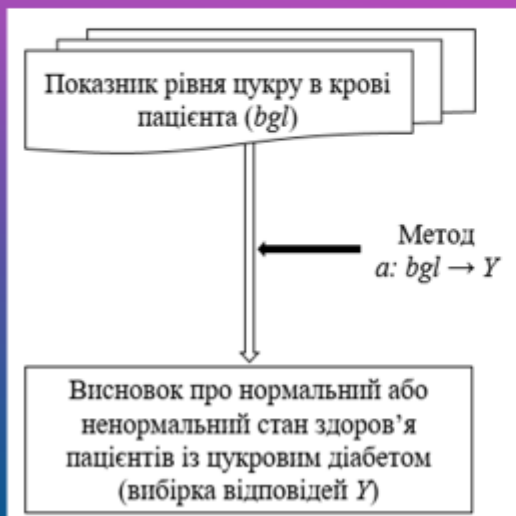 Показник рівня цукру в крові
пацієнта (bgl)
Метод
a: bgl → Y
Висновок про нормальний або
ненормальний стан здоров’я
пацієнтів із цукровим діабетом
(вибірка відповідей Y)